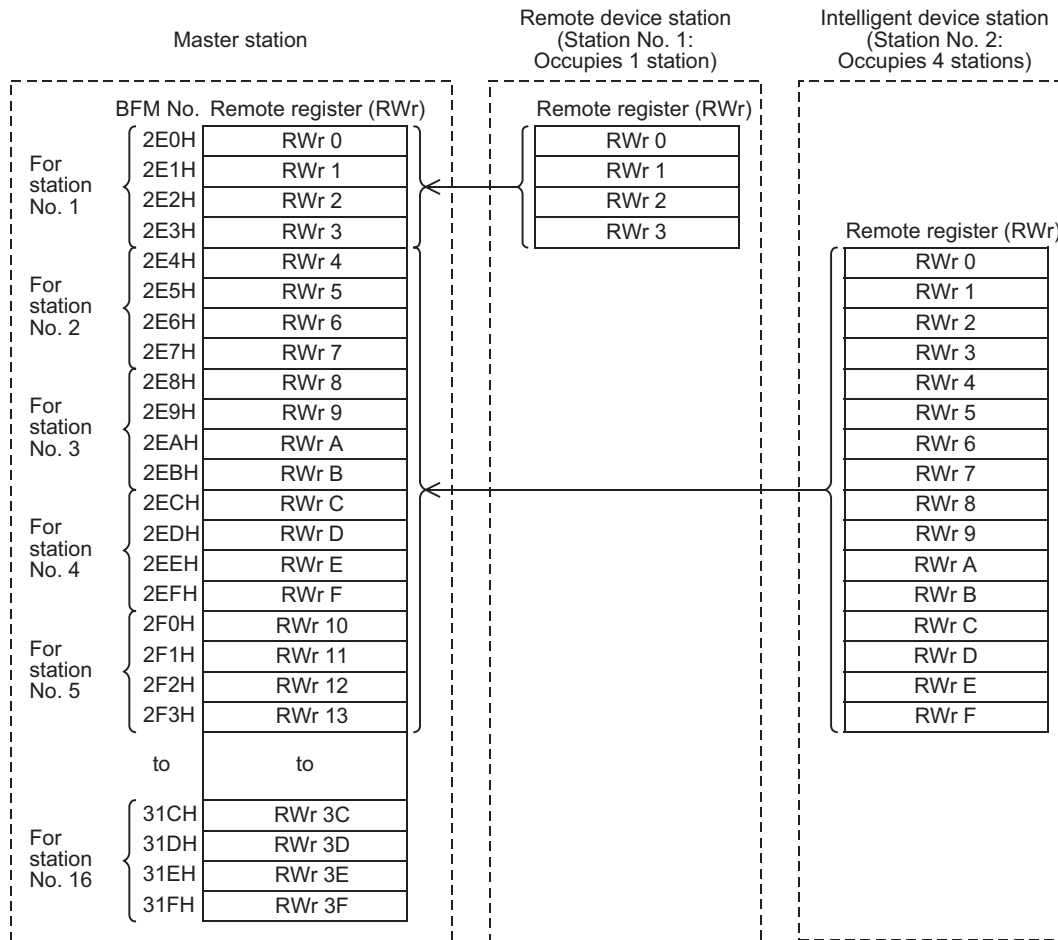 Master station
Remote device station
(Station No. 1:
Occupies 1 station)
Intelligent device station
(Station No. 2:
Occupies 4 stations)
BFM No. Remote register (RWr)
For
station
No. 1
2E0H RWr 0
2E1H RWr 1
2E2H RWr 2
2E3H RWr 3
For
station
No. 2
2E4H RWr 4
2E5H RWr 5
2E6H RWr 6
2E7H RWr 7
For
station
No. 3
2E8H RWr 8
2E9H RWr 9
2EAH RWr A
2EBH RWr B
For
station
No. 4
2ECH RWr C
2EDH RWr D
2EEH RWr E
2EFH RWr F
For
station
No. 5
2F0H RWr 10
2F1H RWr 11
2F2H RWr 12
2F3H RWr 13
to to
For
station
No. 16
31CH RWr 3C
31DH RWr 3D
31EH RWr 3E
31FH RWr 3F
Remote register (RWr)
RWr 0
RWr 1
RWr 2
RWr 3
Remote register (RWr)
RWr 0
RWr 1
RWr 2
RWr 3
RWr 4
RWr 5
RWr 6
RWr 7
RWr 8
RWr 9
RWr A
RWr B
RWr C
RWr D
RWr E
RWr F